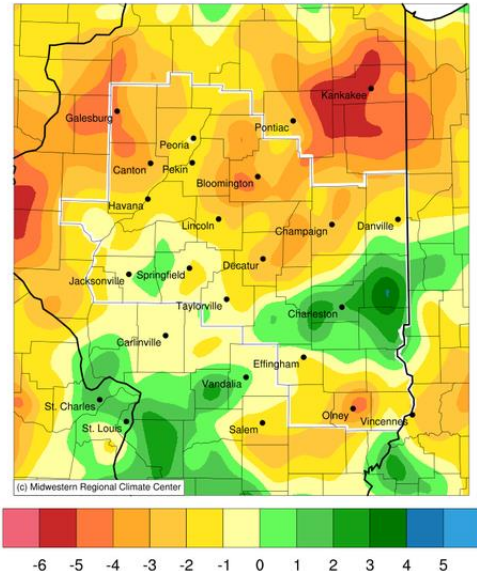 Kankakee
Galesburg
Pontiac
Peoria
Canton
Pekin
Bloomington
Havana
Lincoln
Champaign
Danville
Decatur
Jacksonville
Springfield
Taylorville
Charleston
Carlinville
Effingham
Vandalia
St. Charles
St. Louis
Salem
Olney
Vincennes
(c) Midwestern Regional Climate Center
-6 -5 -4 -3 -2 -1 0 1 2 3 4 5